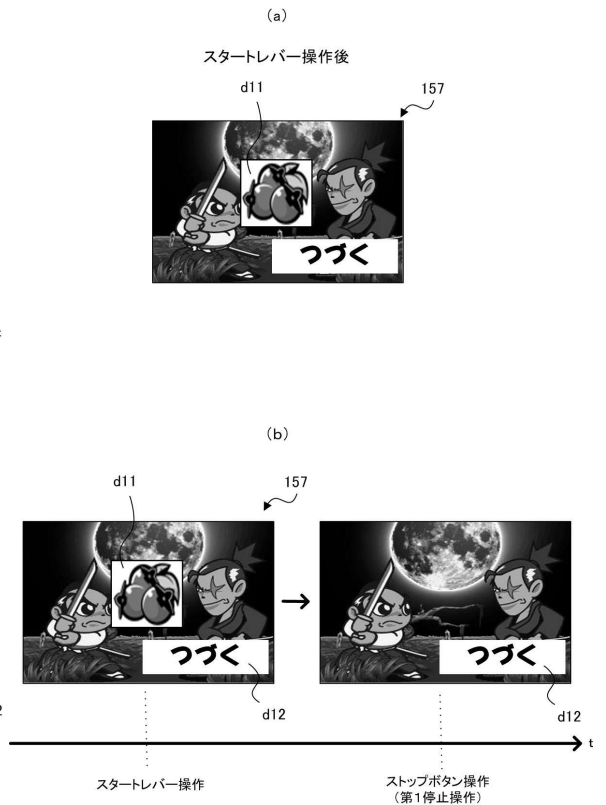 (a)
スタートレバー操作後
d11
157
つづく
(b)
d11
157
つづく
つづく
d12
d12
t
スタートレバー操作
ストップボタン操作
(第1停止操作)